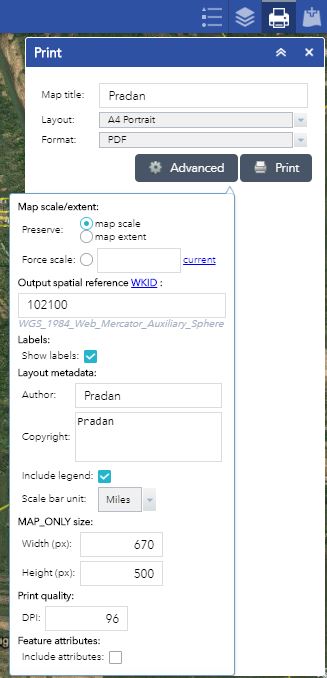 Print
Map title: Pradan
Layout: A4 Portrait
Format: PDF
Advanced Print
Map scale/extent:
Preserve: map scale
map extent
Force scale: current
Output spatial reference WKID :
102100
WGS_1984_Web_Mercator_Auxiliary_Sphere
Labels:
Show labels:
Layout metadata:
Author: Pradan
Copyright: Pradan
Include legend:
Scale bar unit: Miles
MAP_ONLY size:
Width (px): 670
Height (px): 500
Print quality:
DPI: 96
Feature attributes:
Include attributes: